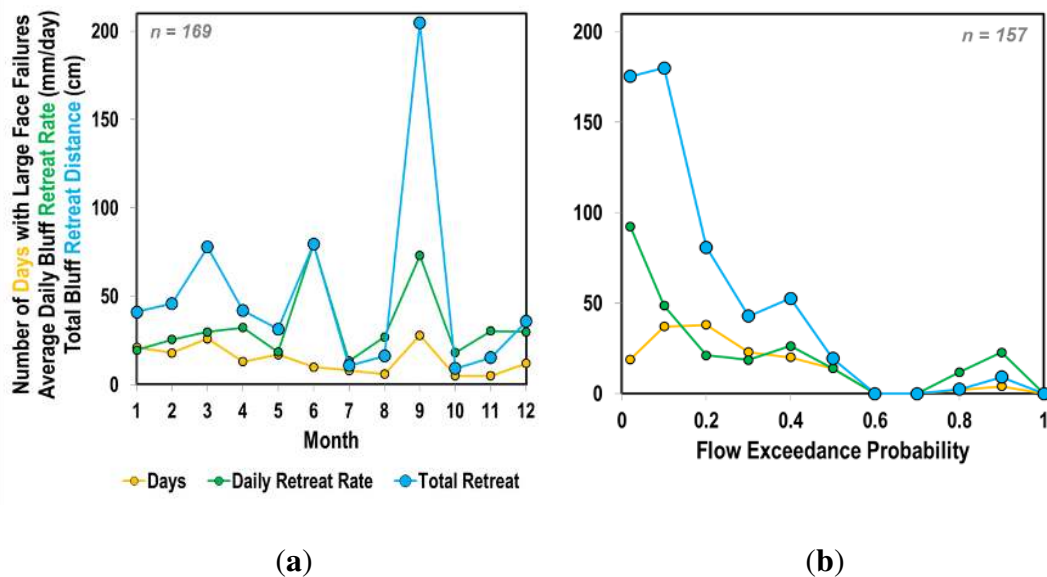 Number of Days with Large Face Failures
Average Daily Bluff Retreat Rate (mm/day)
Total Bluff Retreat Distance (cm)
n = 169
200
150
100
50
0
1 2 3 4 5 6 7 8 9 10 11 12
Month
Days Daily Retreat Rate Total Retreat
(a)
n = 157
200
150
100
50
0
0 0.2 0.4 0.6 0.8 1
Flow Exceedance Probability
(b)